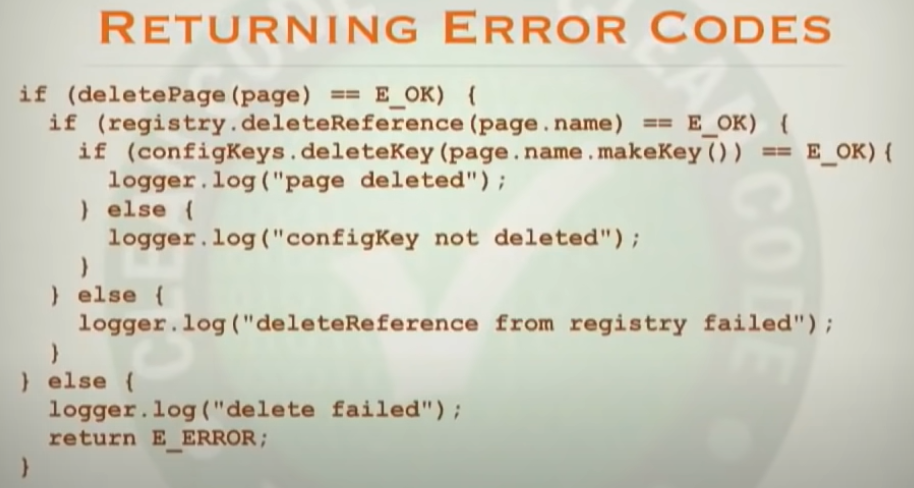 RETURNING ERROR CODES
if (deletePage(page) == E_OK) {
if (registry.deleteReference(page.name) == E_OK) {
if (configKeys.deleteKey(page.name.makeKey()) == E_OK){
logger.log("page deleted");
} else {
logger.log("configKey not deleted");
}
} else {
logger.log("deleteReference from registry failed");
}
} else {
logger.log("delete failed");
return E_ERROR;
}